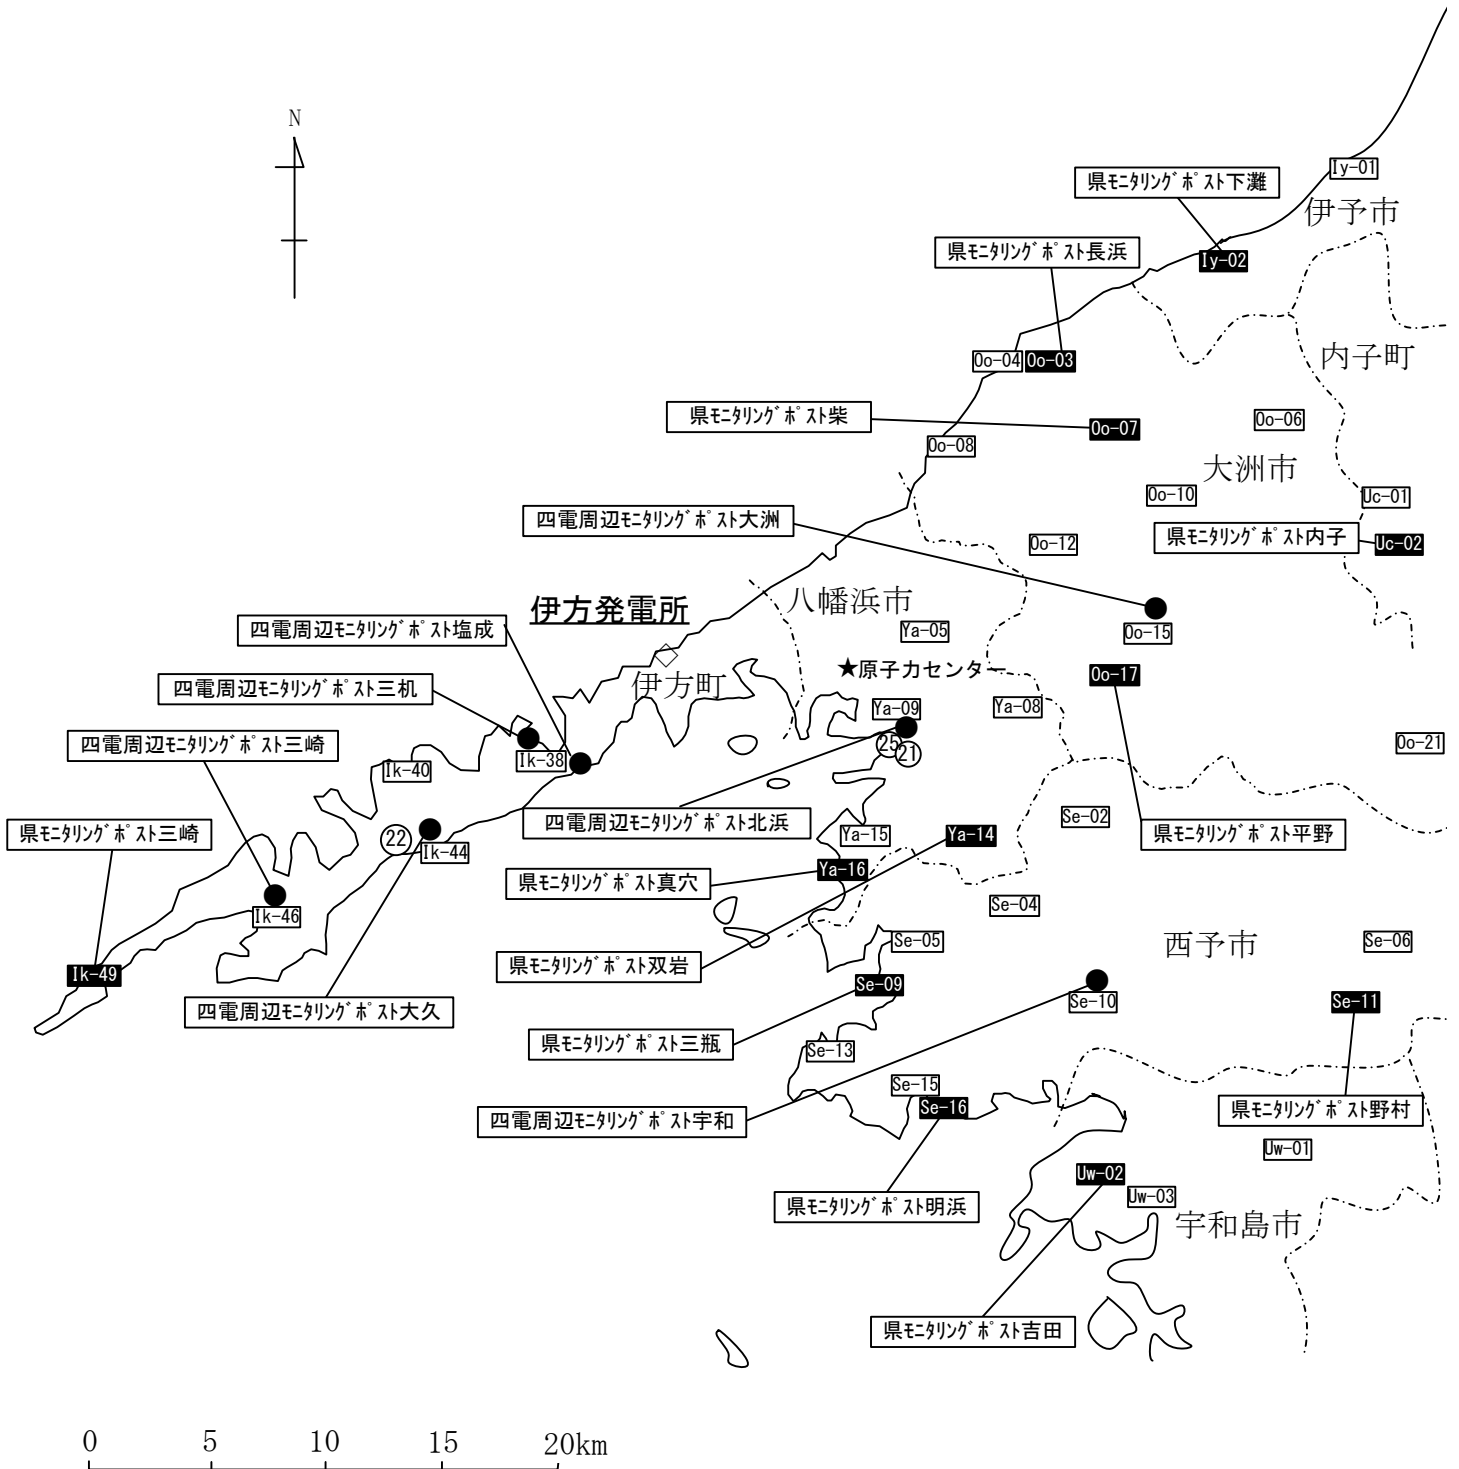 N
Iy-01
県ﾓﾆﾀﾘﾝｸﾞﾎﾟｽﾄ下灘
伊予市
県ﾓﾆﾀﾘﾝｸﾞﾎﾟｽﾄ長浜
Iy-02
内子町
Oo-04
Oo-03
県ﾓﾆﾀﾘﾝｸﾞﾎﾟｽﾄ柴
Oo-07
Oo-06
Oo-08
大洲市
Oo-10
Uc-01
四電周辺ﾓﾆﾀﾘﾝｸﾞﾎﾟｽﾄ大洲
県ﾓﾆﾀﾘﾝｸﾞﾎﾟｽﾄ内子
Uc-02
Oo-12
伊方発電所
八幡浜市
四電周辺ﾓﾆﾀﾘﾝｸﾞﾎﾟｽﾄ塩成
Ya-05
Oo-15
★原子力センター
伊方町
四電周辺ﾓﾆﾀﾘﾝｸﾞﾎﾟｽﾄ三机
Oo-17
Ya-09
Ya-08
四電周辺ﾓﾆﾀﾘﾝｸﾞﾎﾟｽﾄ三崎
25
21
Oo-21
Ik-38
Ik-40
四電周辺ﾓﾆﾀﾘﾝｸﾞﾎﾟｽﾄ北浜
Se-02
県ﾓﾆﾀﾘﾝｸﾞﾎﾟｽﾄ三崎
22
Ik-44
Ya-15
Ya-14
県ﾓﾆﾀﾘﾝｸﾞﾎﾟｽﾄ平野
県ﾓﾆﾀﾘﾝｸﾞﾎﾟｽﾄ真穴
Ya-16
Ik-46
Se-04
Se-05
西予市
Se-06
県ﾓﾆﾀﾘﾝｸﾞﾎﾟｽﾄ双岩
Ik-49
Se-09
Se-10
Se-11
四電周辺ﾓﾆﾀﾘﾝｸﾞﾎﾟｽﾄ大久
県ﾓﾆﾀﾘﾝｸﾞﾎﾟｽﾄ三瓶
Se-13
Se-15
Se-16
四電周辺ﾓﾆﾀﾘﾝｸﾞﾎﾟｽﾄ宇和
県ﾓﾆﾀﾘﾝｸﾞﾎﾟｽﾄ野村
Uw-01
Uw-02
Uw-03
県ﾓﾆﾀﾘﾝｸﾞﾎﾟｽﾄ明浜
宇和島市
県ﾓﾆﾀﾘﾝｸﾞﾎﾟｽﾄ吉田
0 5 10 15 20km